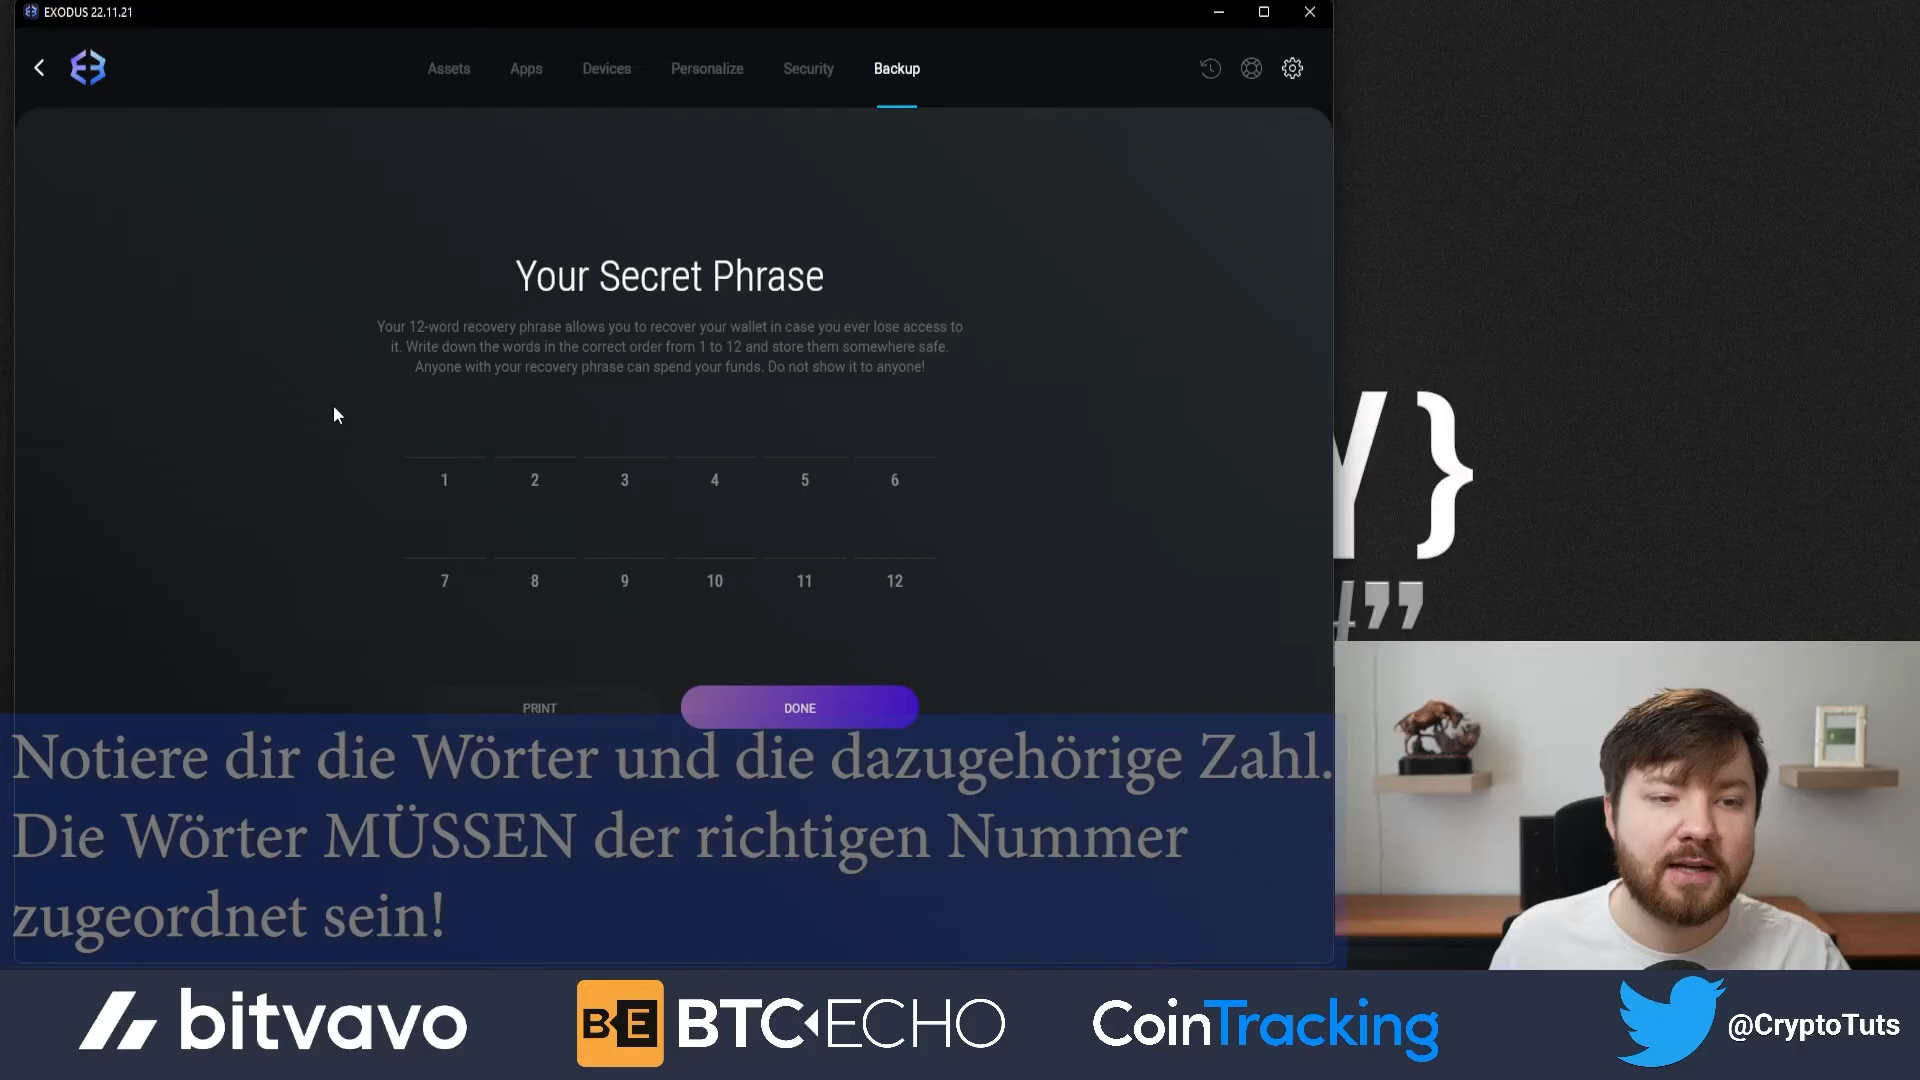 EXODUS 22.11.21
Assets Apps Devices Personalize Security Backup
Your Secret Phrase
Your 12-word recovery phrase allows you to recover your wallet in case you ever lose access to
it. Write down the words in the correct order from 1 to 12 and store them somewhere safe.
Anyone with your recovery phrase can spend your funds. Do not show it to anyone!
1 2 3 4 5 6
7 8 9 10 11 12
PRINT DONE
Y}
#”
Notiere dir die Wörter und die dazugehörige Zahl.
Die Wörter MÜSSEN der richtigen Nummer
zugeordnet sein!
bitvavo BE BTC ECHO CoinTracking @CryptoTuts